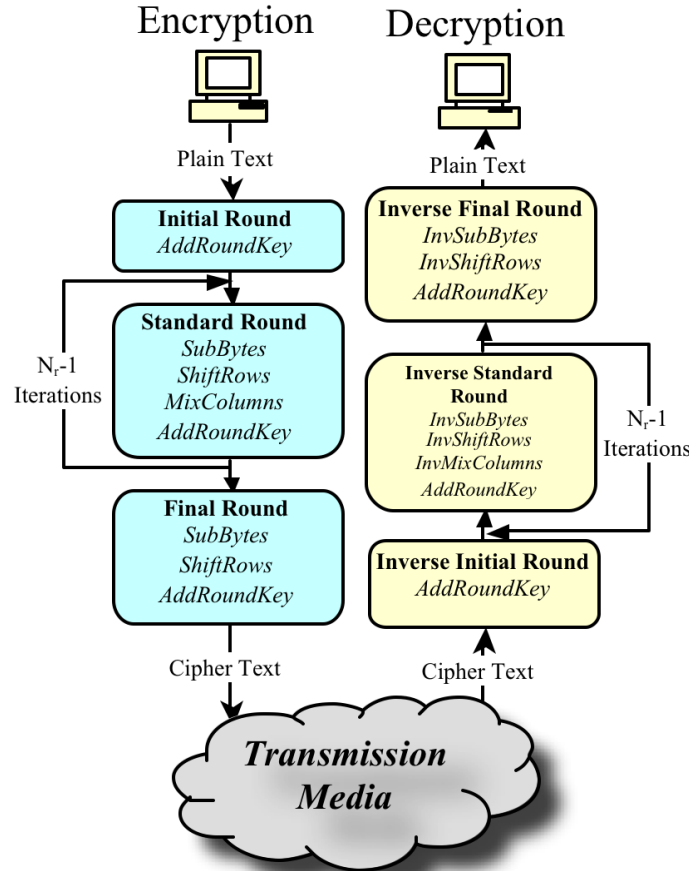 Encryption
Plain Text
Initial Round
AddRoundKey
Standard Round
SubBytes
ShiftRows
MixColumns
AddRoundKey
Nr-1
Iterations
Final Round
SubBytes
ShiftRows
AddRoundKey
Cipher Text
Decryption
Plain Text
Inverse Final Round
InvSubBytes
InvShiftRows
AddRoundKey
Inverse Standard
Round
InvSubBytes
InvShiftRows
InvMixColumns
AddRoundKey
Nr-1
Iterations
Inverse Initial Round
AddRoundKey
Cipher Text
Transmission
Media